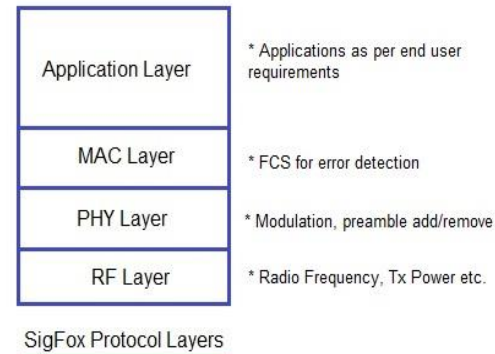 Application Layer
* Applications as per end user
requirements
MAC Layer
* FCS for error detection
PHY Layer
* Modulation, preamble add/remove
RF Layer
* Radio Frequency, Tx Power etc.
SigFox Protocol Layers